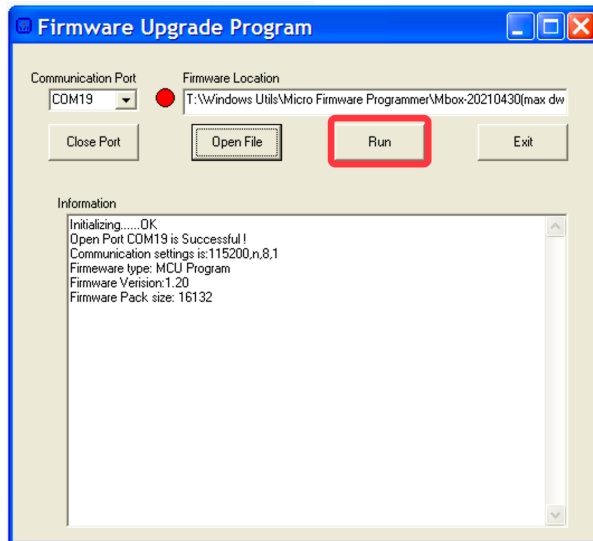 Firmware Upgrade Program
Communication Port
Firmware Location
COM19
T:\Windows Utils\Micro Firmware Programmer\Mbox-20210430(max dw
Close Port
Open File
Run
Exit
Information
Initializing......OK
Open Port COM19 is Successful !
Communication settings is:115200,n,8,1
Firmeware type: MCU Program
Firmware Verision:1.20
Firmware Pack size: 16132